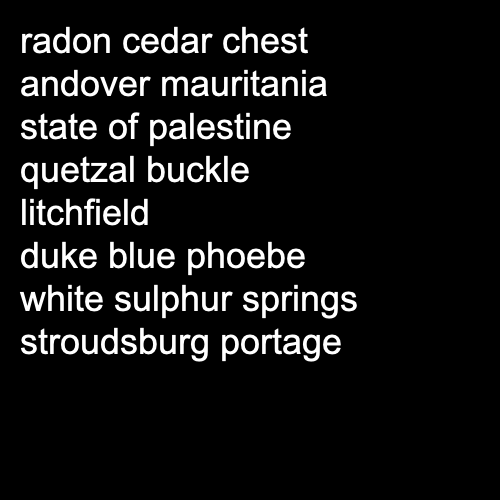 radon cedar chest
andover mauritania
state of palestine
quetzal buckle
litchfield
duke blue phoebe
white sulphur springs
stroudsburg portage